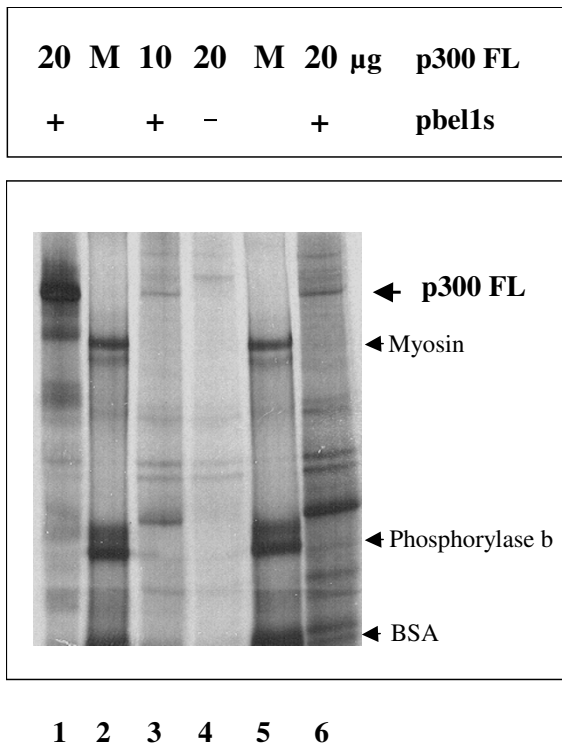 20 M 10 20 M 20 µg p300 FL
+ + - + pbel1s
p300 FL
Myosin
Phosphorylase b
BSA
1 2 3 4 5 6